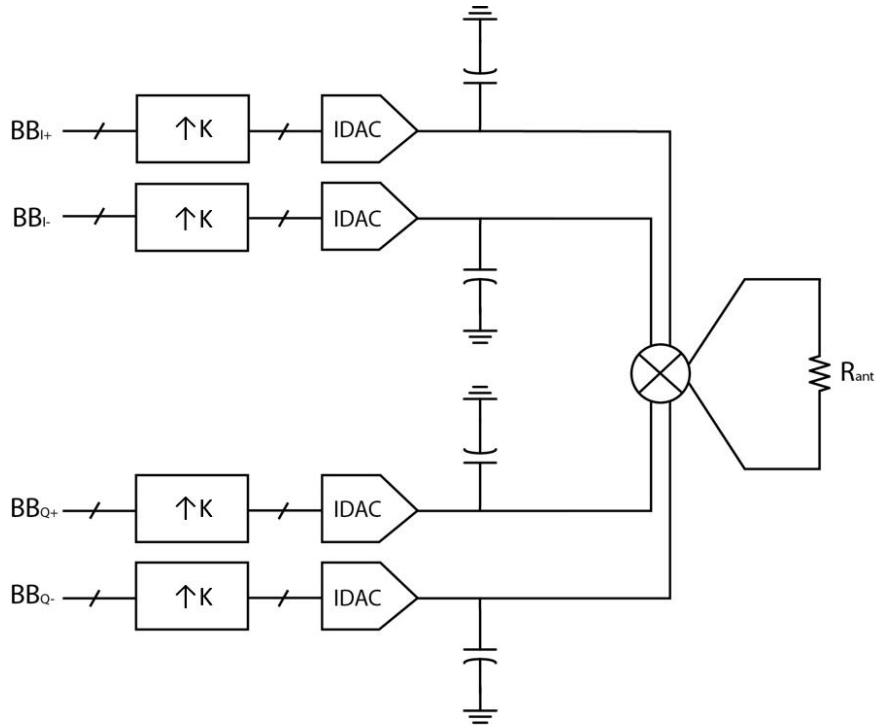 BBI+ ↑K IDAC
BBI- ↑K IDAC
Rant
BBQ+ ↑K IDAC
BBQ- ↑K IDAC